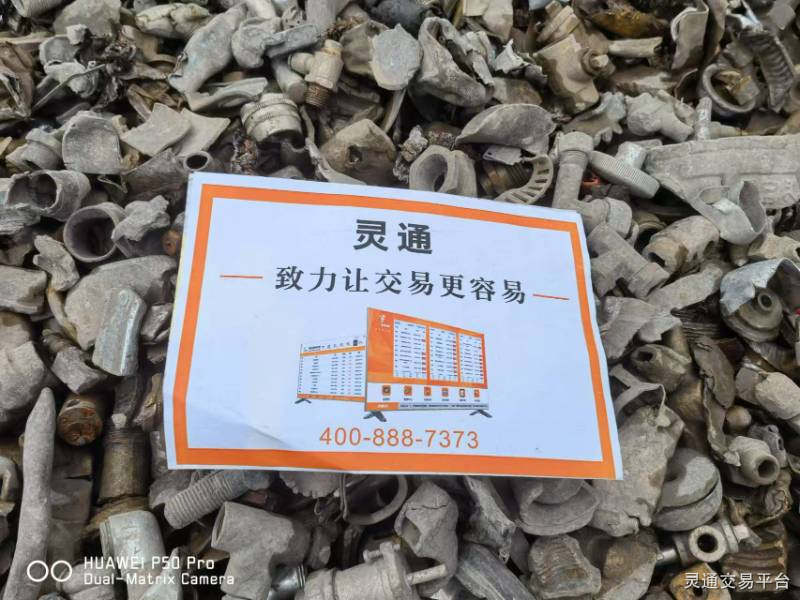 灵通
致力让交易更容易
400-888-7373
HUAWEI P50 Pro
Dual-Matrix Camera
灵通交易平台